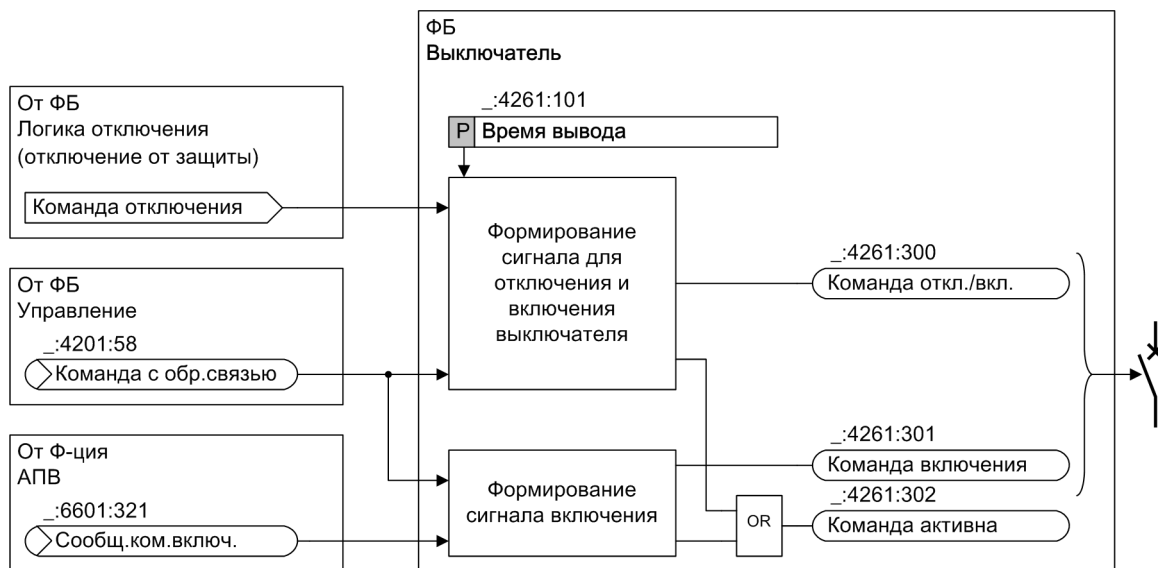 ФБ
Выключатель
От ФБ
Логика отключения
(отключение от защиты)
Команда отключения
_:4261:101
P Время вывода
Формирование
сигнала для
отключения и
включения
выключателя
_:4261:300
Команда откл./вкл.
От ФБ
Управление
_:4201:58
Команда с обр.связью
От Ф-ция
АПВ
_:6601:321
Сообщ.ком.включ.
Формирование
сигнала включения
_:4261:301
Команда включения
OR
_:4261:302
Команда активна